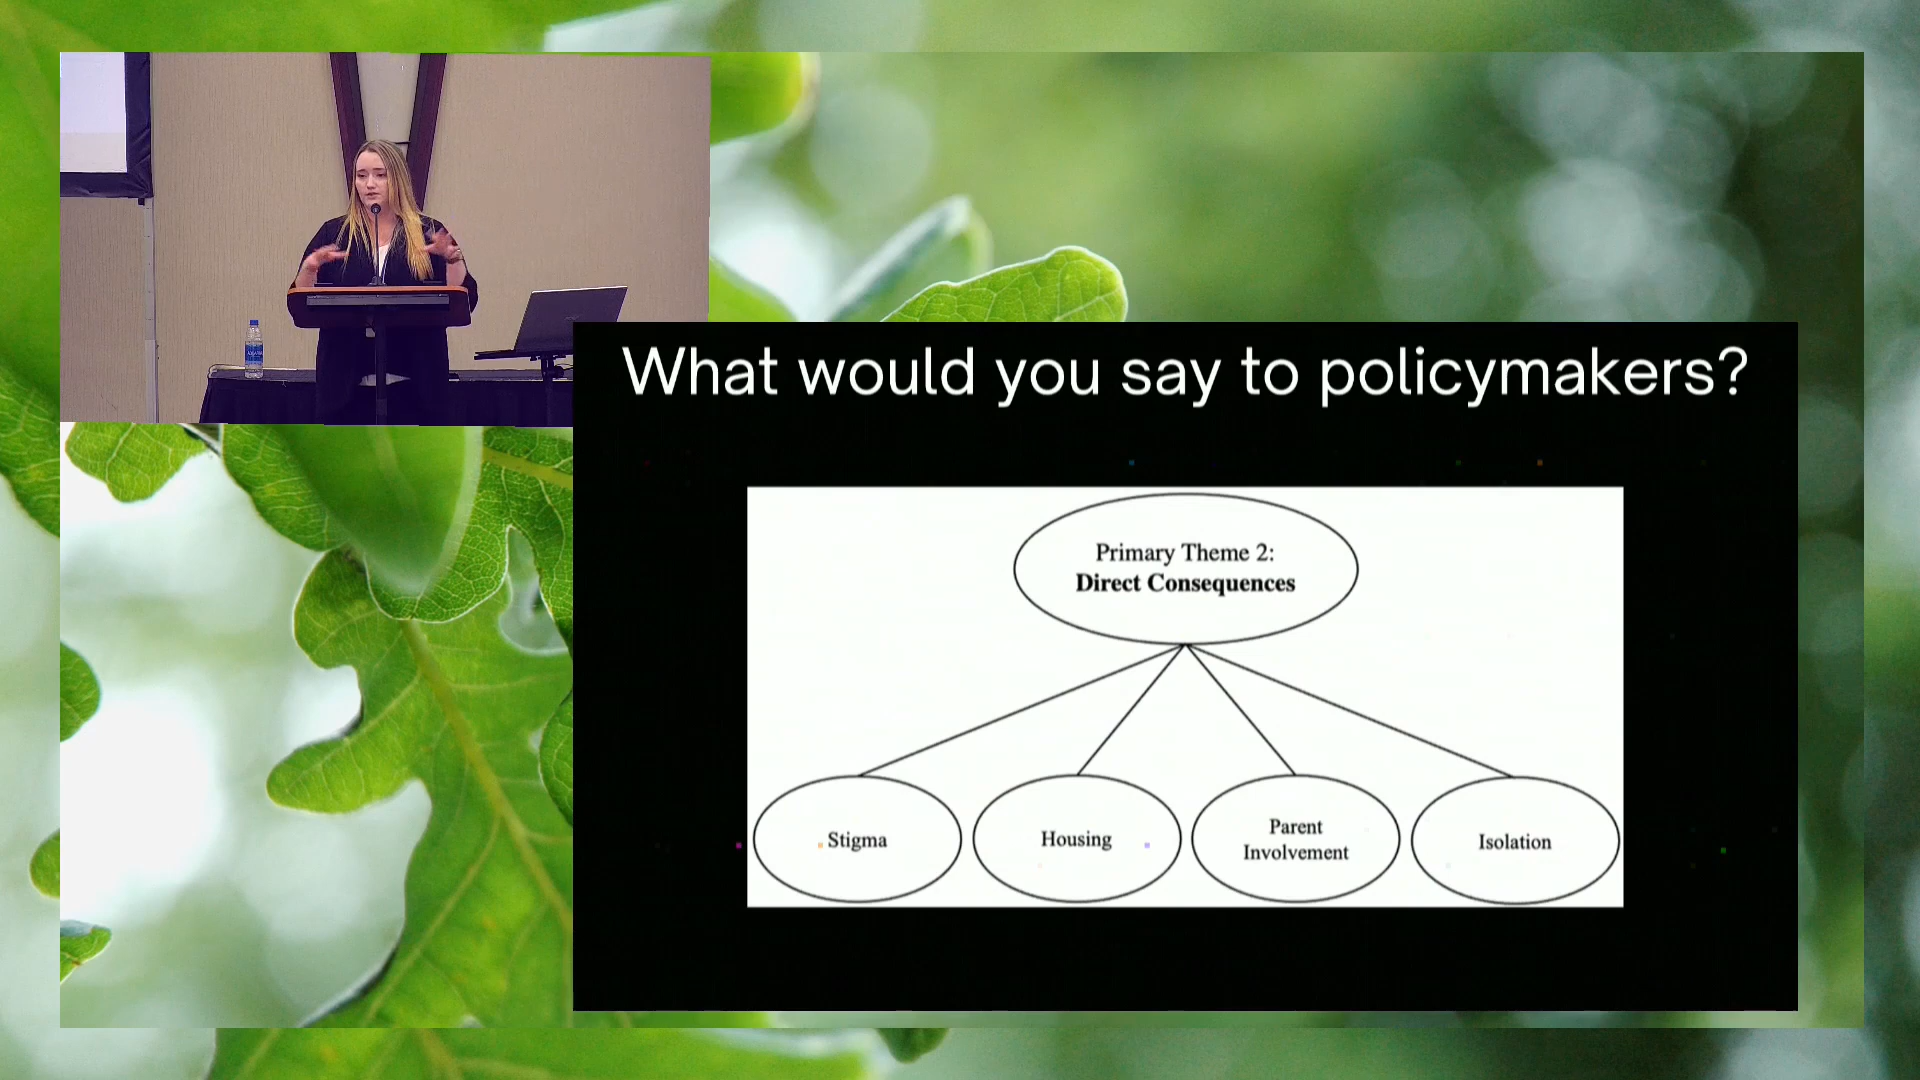 What would you say to policymakers?
Primary Theme 2:
Direct Consequences
Stigma
Housing
Parent
Involvement
Isolation